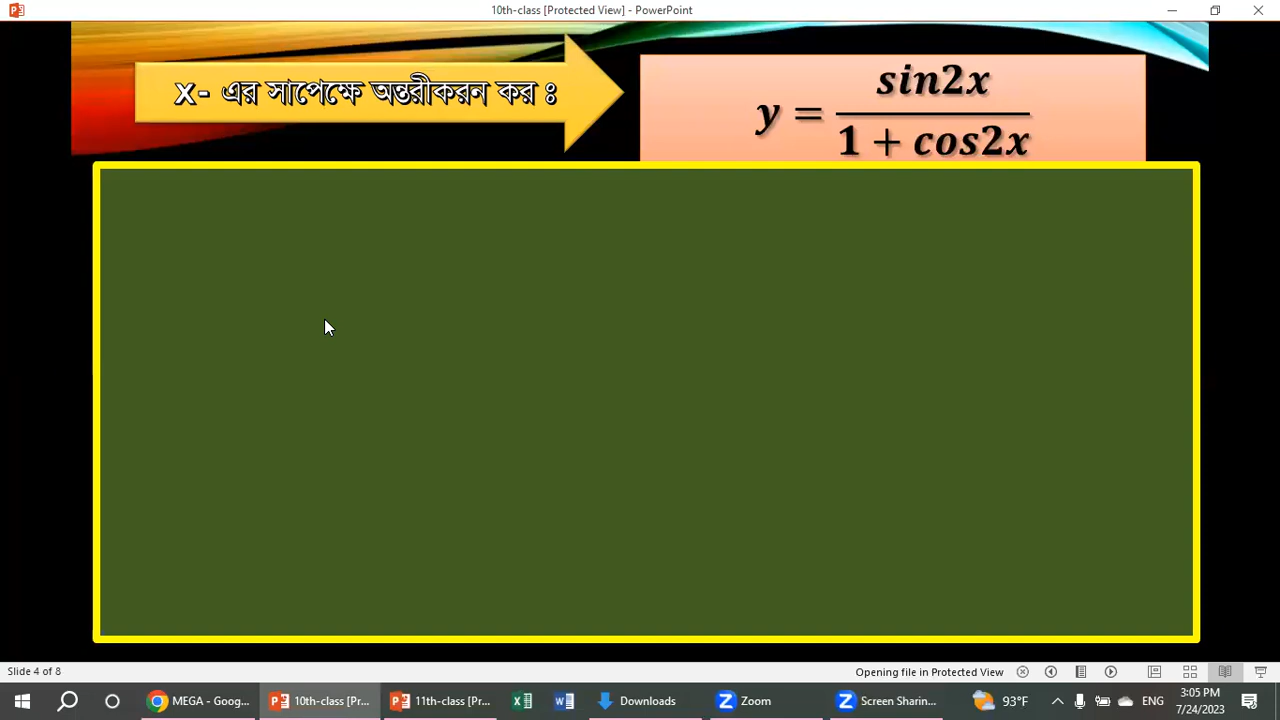 10th-class [Protected View] - PowerPoint
x- এর সাপেক্ষে অন্তরীকরন কর ঃ
y = sin2x / 1 + cos2x
Slide 4 of 8
Opening file in Protected View
MEGA - Goog...
10th-class [Pr...
11th-class [Pr...
Downloads
Zoom
Screen Sharin...
93°F
ENG
3:05 PM
7/24/2023